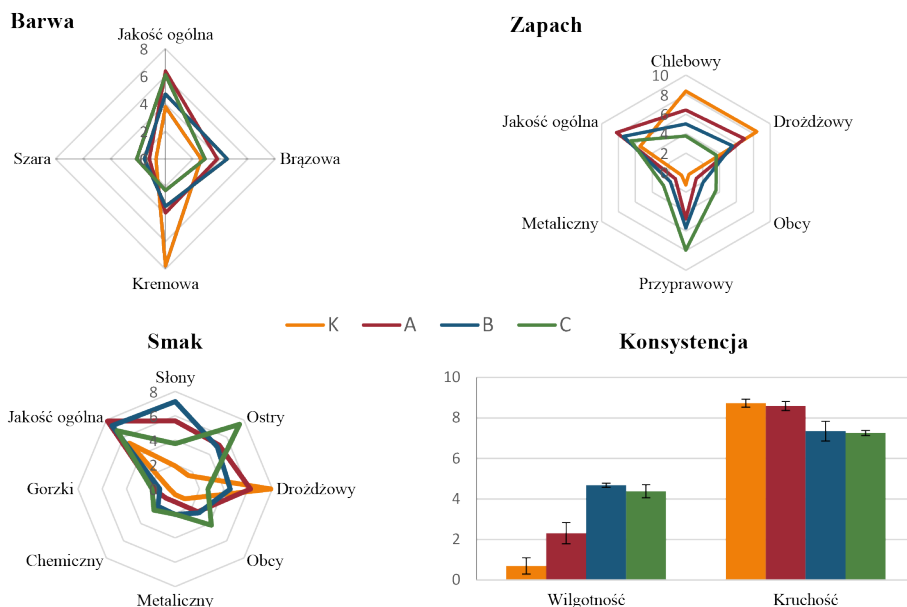 Barwa
Jakość ogólna
8
6
4
2
Szara
Brązowa
Kremowa
Zapach
Chlebowy
10
8
6
4
2
0
Jakość ogólna
Drożdżowy
Metaliczny
Obcy
Przyprawowy
K
A
B
C
Smak
Słony
8
6
4
2
Jakość ogólna
Ostry
Gorzki
Drożdżowy
Chemiczny
Obcy
Metaliczny
Konsystencja
10
8
6
4
2
0
Wilgotność
Kruchość